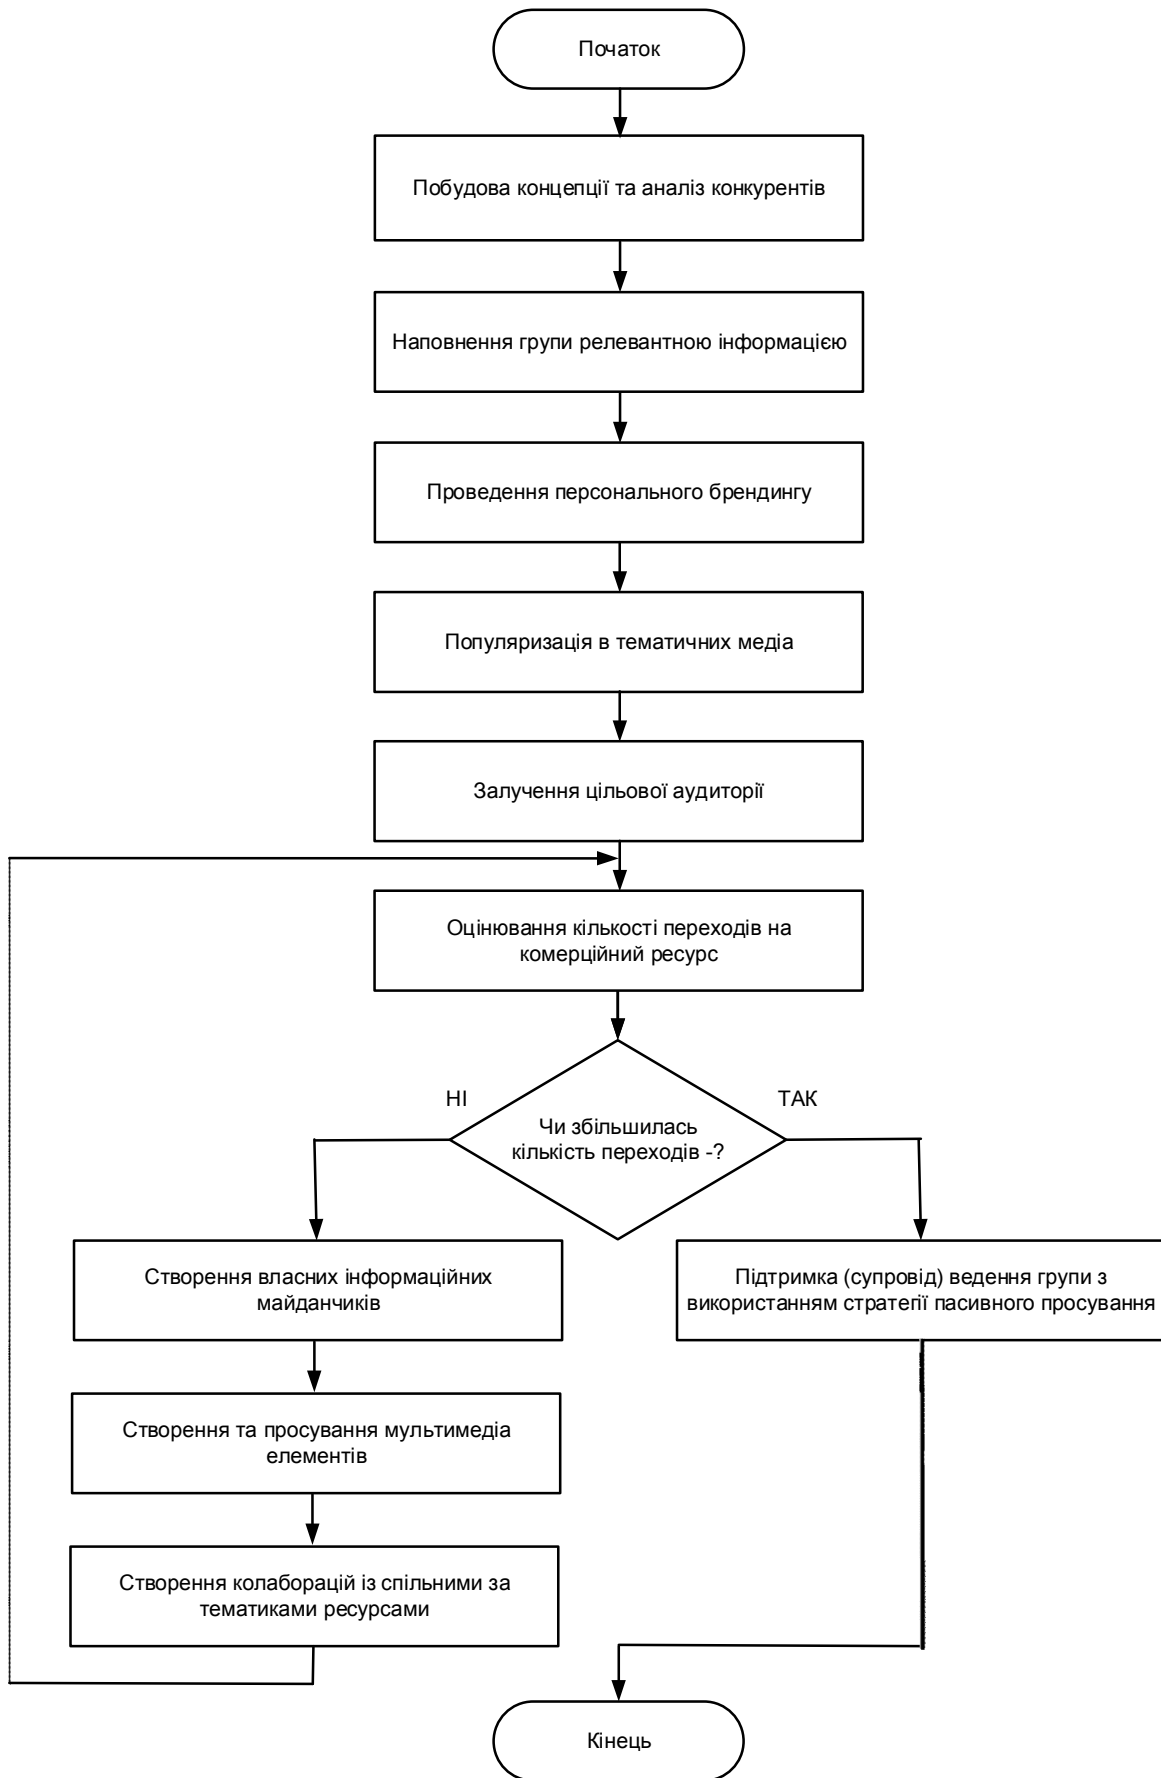 Початок
Побудова концепції та аналіз конкурентів
Наповнення групи релевантною інформацією
Проведення персонального брендингу
Популяризація в тематичних медіа
Залучення цільової аудиторії
Оцінювання кількості переходів на
комерційний ресурс
НІ
ТАК
Чи збільшилась
кількість переходів -?
Створення власних інформаційних
майданчиків
Підтримка (супровід) ведення групи з
використанням стратегії пасивного просування
Створення та просування мультимедіа
елементів
Створення колаборацій із спільними за
тематиками ресурсами
Кінець